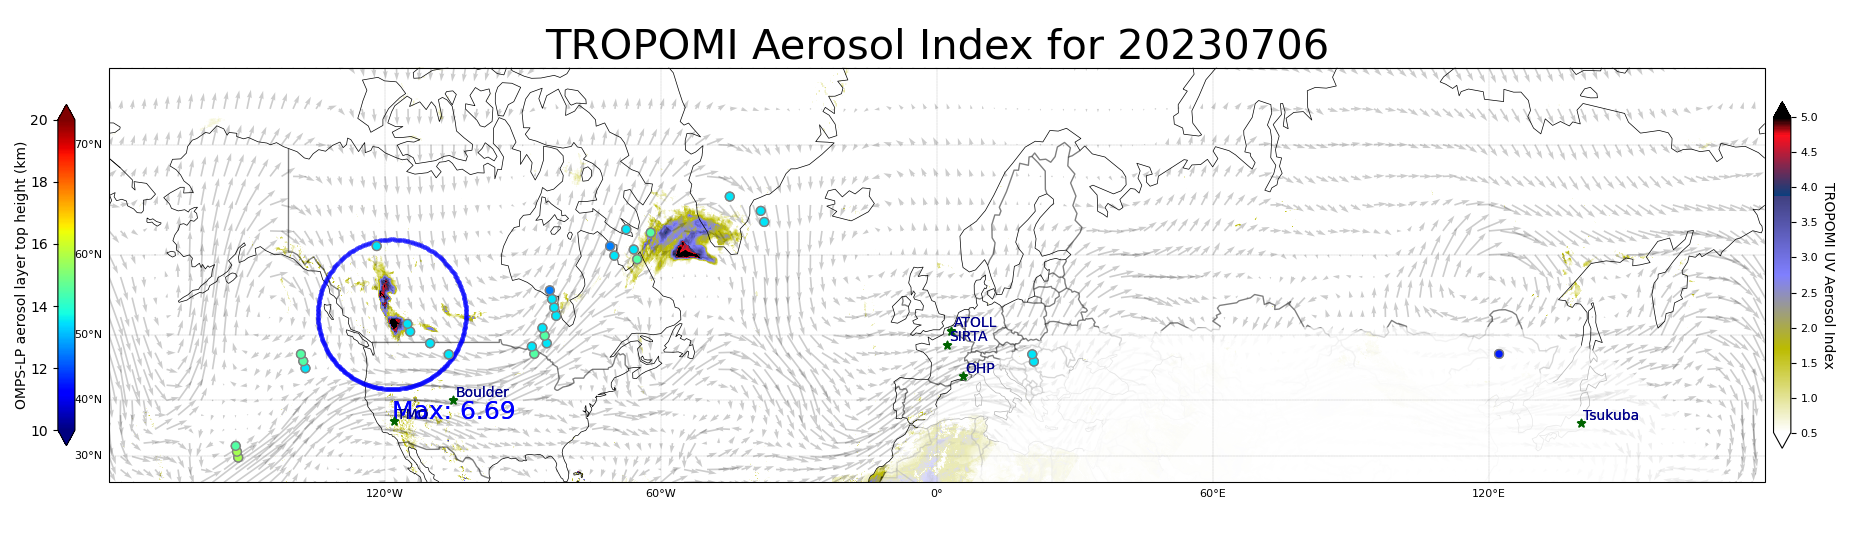 TROPOMI Aerosol Index for 20230706
OMPS-LP aerosol layer top height (km)
20
18
16
14
12
10
70°N
60°N
50°N
40°N
30°N
120°W
60°W
0°
60°E
120°E
ATOLL
SIRTA
OHP
Boulder
Max: 6.69
Tsukuba
5.0
4.5
4.0
3.5
3.0
2.5
2.0
1.5
1.0
0.5
TROPOMI UV Aerosol Index